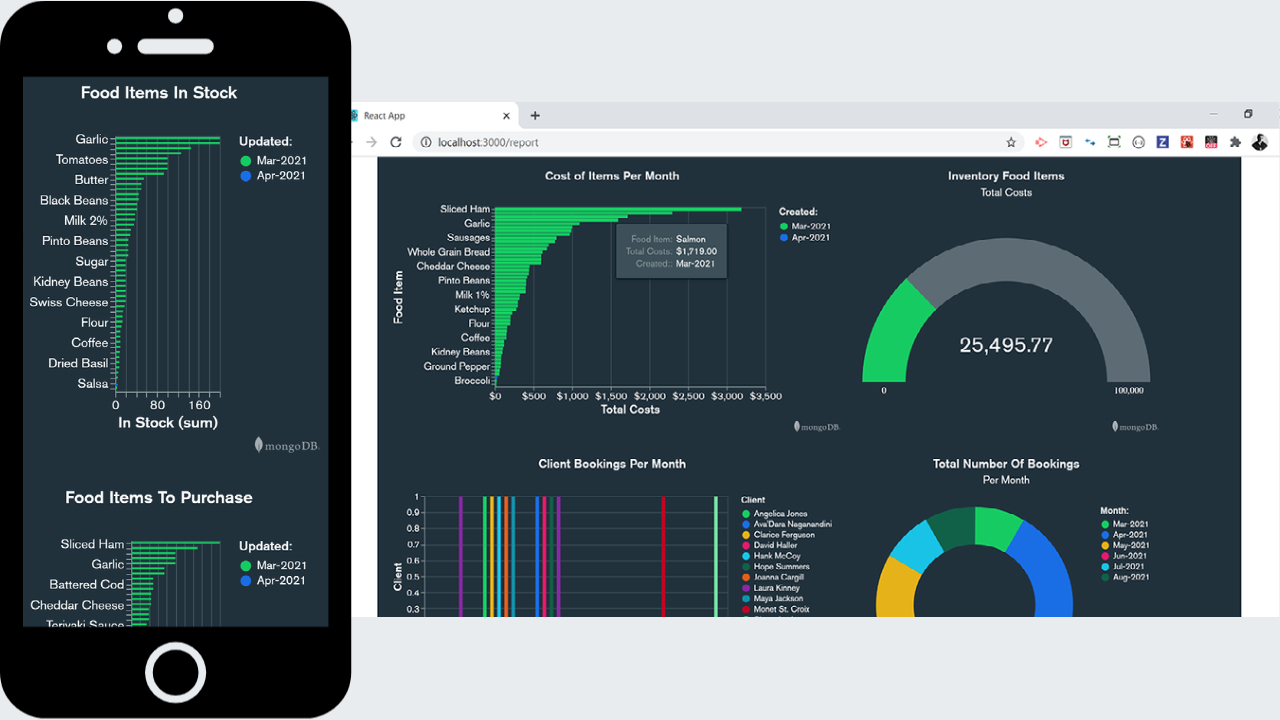 Food Items In Stock
Updated:
Mar-2021
Apr-2021
Garlic
Tomatoes
Butter
Black Beans
Milk 2%
Pinto Beans
Sugar
Kidney Beans
Swiss Cheese
Flour
Coffee
Dried Basil
Salsa
0 80 160
In Stock (sum)
mongoDB.
Food Items To Purchase
Updated:
Mar-2021
Apr-2021
Sliced Ham
Garlic
Battered Cod
Cheddar Cheese
Teriyaki Sauce
React App
localhost:3000/report
Cost of Items Per Month
Created:
Mar-2021
Apr-2021
Food Item
Sliced Ham
Garlic
Sausages
Whole Grain Bread
Cheddar Cheese
Pinto Beans
Milk 1%
Ketchup
Flour
Coffee
Kidney Beans
Ground Pepper
Broccoli
Food Item: Salmon
Total Costs: $1,719.00
Created:: Mar-2021
$0 $500 $1,000 $1,500 $2,000 $2,500 $3,000 $3,500
Total Costs
mongoDB.
Inventory Food Items
Total Costs
25,495.77
0 100,000
mongoDB.
Client Bookings Per Month
Client
1
0.9
0.8
0.7
0.6
0.5
0.4
0.3
Client
Angelica Jones
Ava'Dara Naganandini
Clarice Ferguson
David Haller
Hank McCoy
Hope Summers
Joanna Cargill
Laura Kinney
Maya Jackson
Monet St. Croix
Total Number Of Bookings
Per Month
Month:
Mar-2021
Apr-2021
May-2021
Jun-2021
Jul-2021
Aug-2021